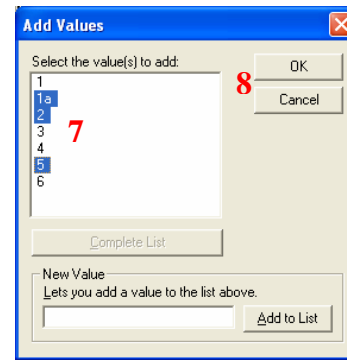 Add Values
Select the value(s) to add:
1
1a
2
3
4
5
6
7
8
OK
Cancel
Complete List
New Value
Lets you add a value to the list above.
Add to List